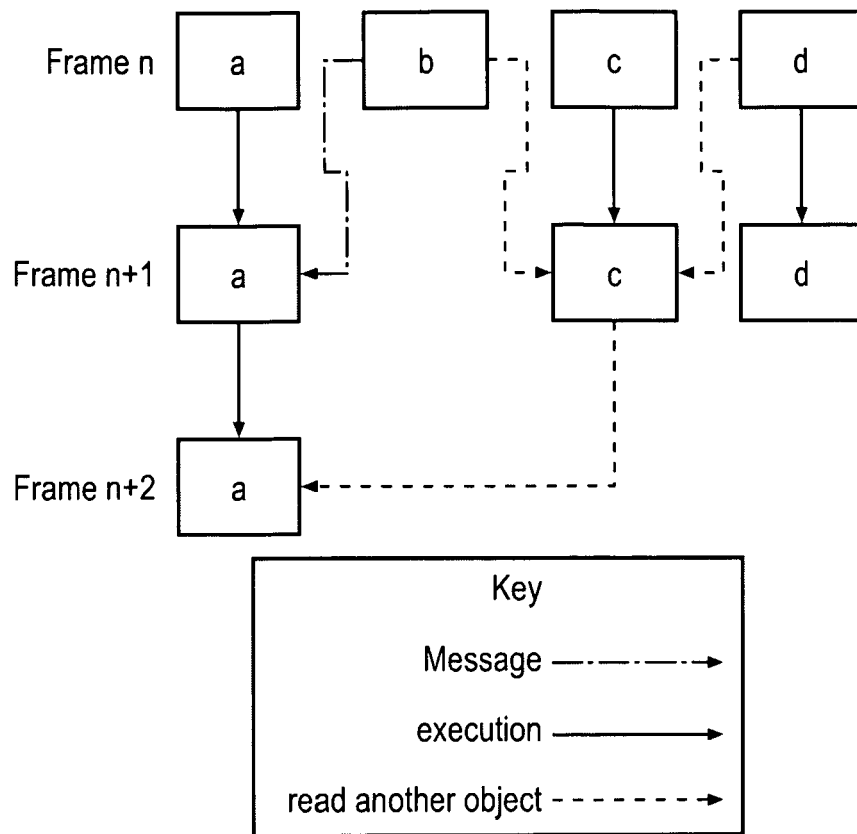 Frame n a b c d
Frame n+1 a c d
Frame n+2 a
Key
Message
execution
read another object